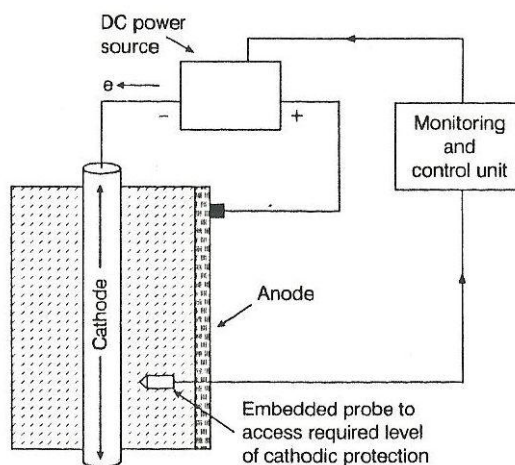 DC power
source
e
−
+
Monitoring
and
control unit
Cathode
Anode
Embedded probe to
access required level
of cathodic protection